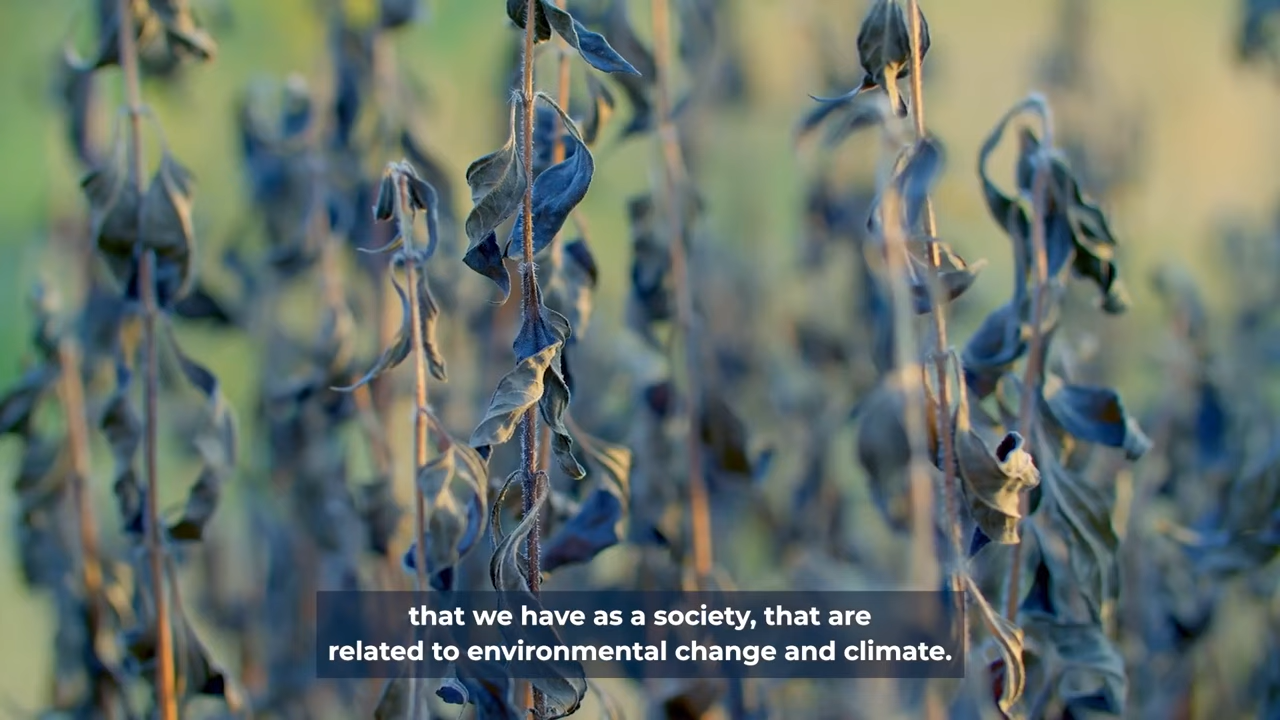 that we have as a society, that are
related to environmental change and climate.